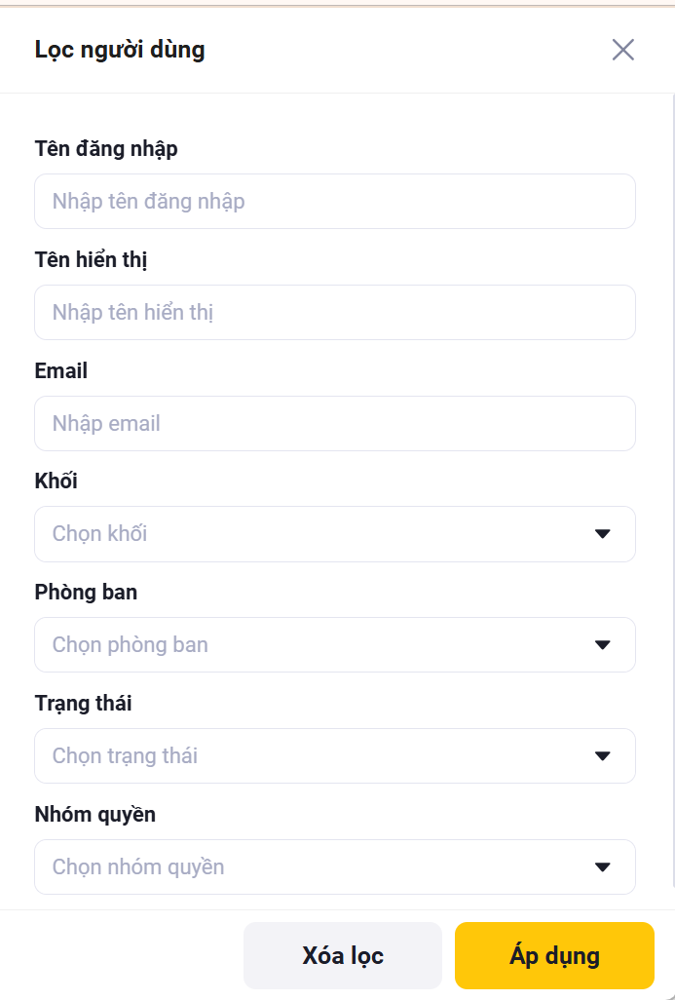 Lọc người dùng
Tên đăng nhập
Nhập tên đăng nhập
Tên hiển thị
Nhập tên hiển thị
Email
Nhập email
Khối
Chọn khối
Phòng ban
Chọn phòng ban
Trạng thái
Chọn trạng thái
Nhóm quyền
Chọn nhóm quyền
Xóa lọc
Áp dụng